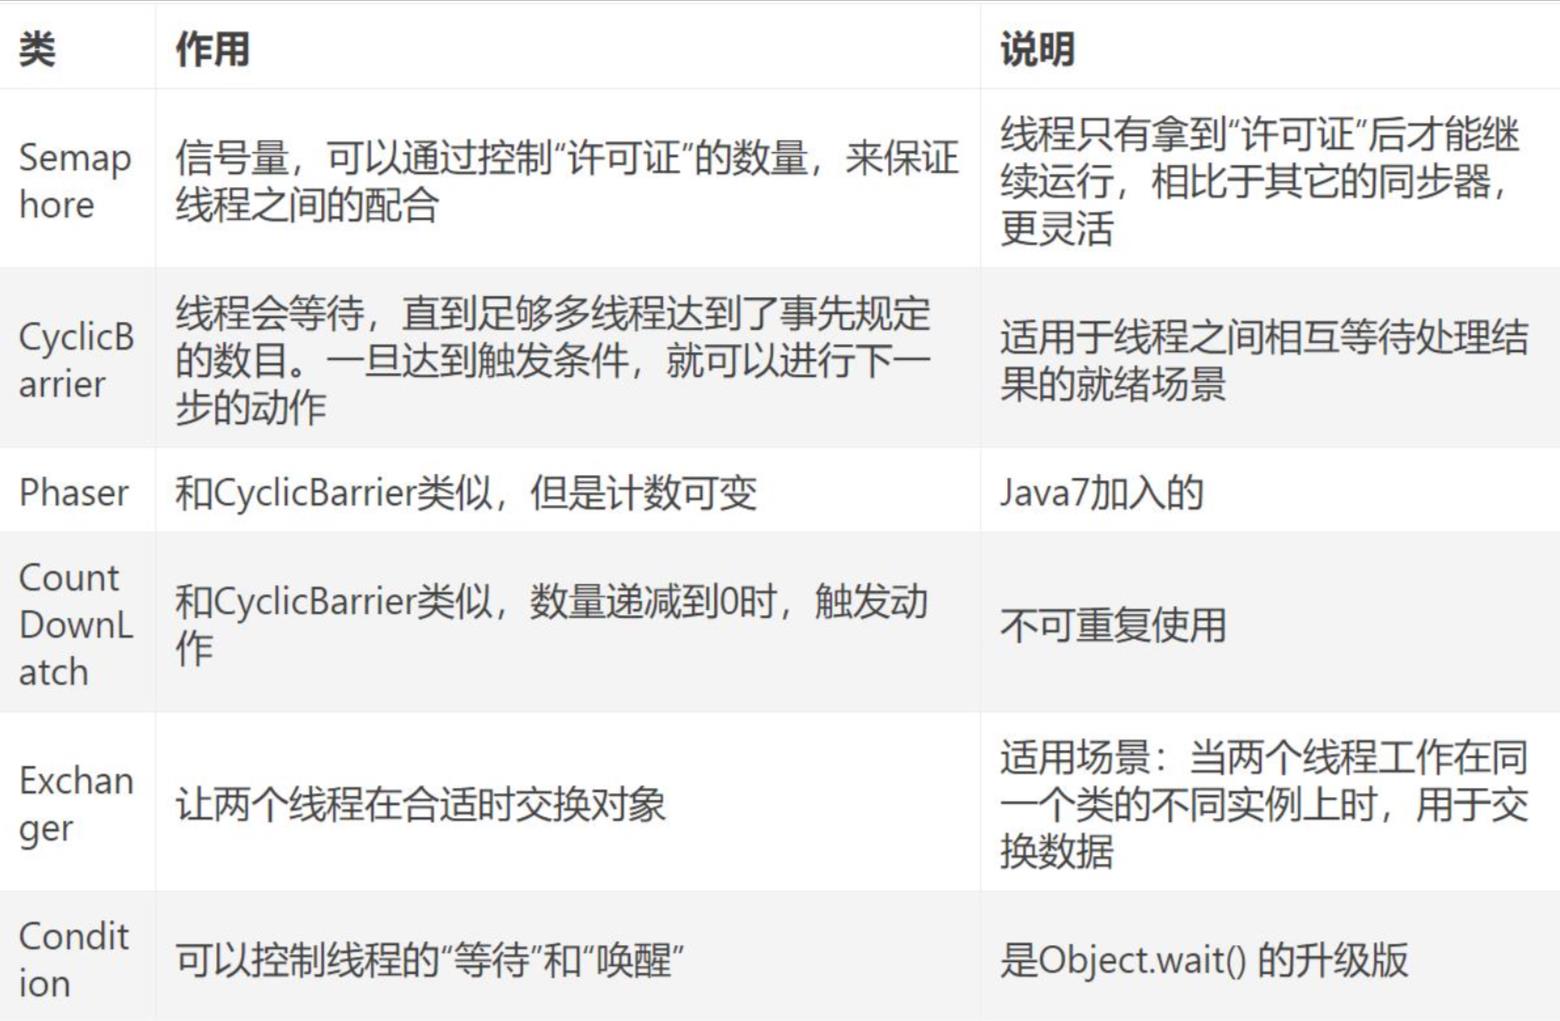 类 作用 说明
Semap
hore
信号量，可以通过控制“许可证”的数量，来保证
线程之间的配合
线程只有拿到“许可证”后才能继
续运行，相比于其它的同步器，
更灵活
CyclicB
arrier
线程会等待，直到足够多线程达到了事先规定
的数目。一旦达到触发条件，就可以进行下一
步的动作
适用于线程之间相互等待处理结
果的就绪场景
Phaser
和CyclicBarrier类似，但是计数可变
Java7加入的
Count
DownL
atch
和CyclicBarrier类似，数量递减到0时，触发动
作
不可重复使用
Exchan
ger
让两个线程在合适时交换对象
适用场景：当两个线程工作在同
一个类的不同实例上时，用于交
换数据
Condit
ion
可以控制线程的“等待”和“唤醒”
是Object.wait() 的升级版